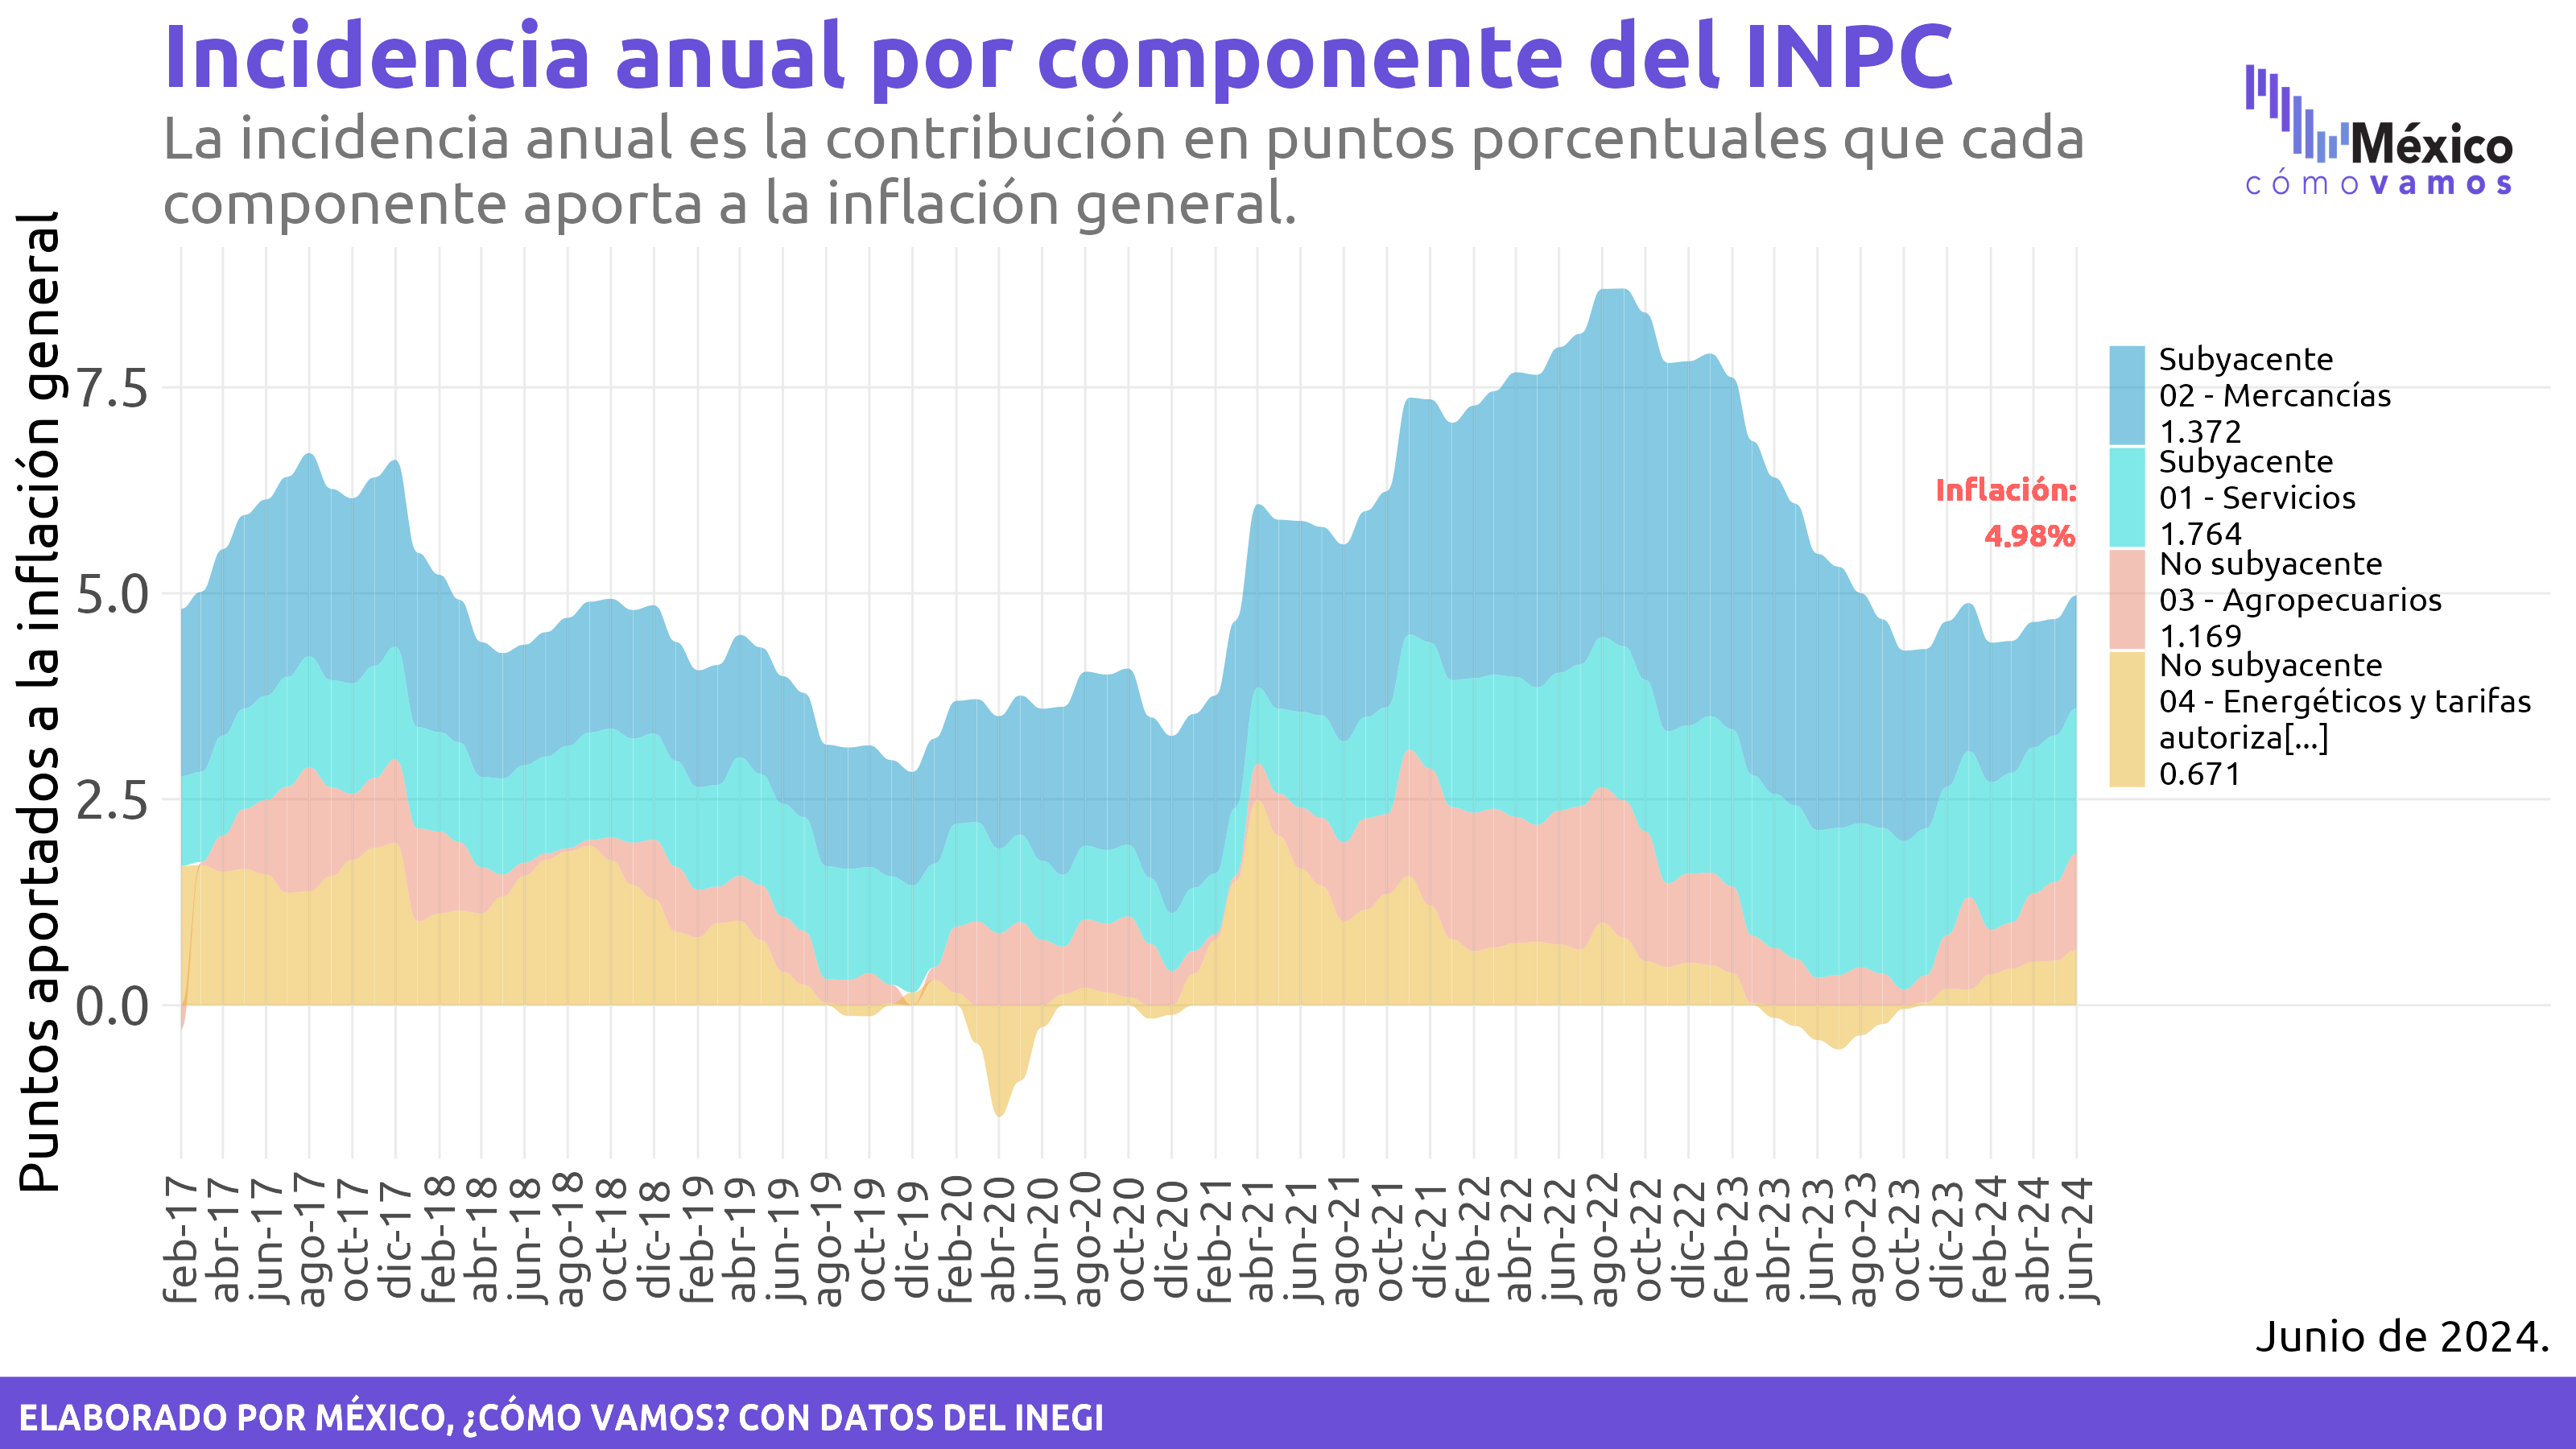 Incidencia anual por componente del INPC
La incidencia anual es la contribución en puntos porcentuales que cada
componente aporta a la inflación general.
México
cómovamos
Puntos aportados a la inflación general
7.5
5.0
2.5
0.0
Inflación:
4.98%
Subyacente
02 - Mercancías
1.372
Subyacente
01 - Servicios
1.764
No subyacente
03 - Agropecuarios
1.169
No subyacente
04 - Energéticos y tarifas
autoriza[...]
0.671
feb-17
abr-17
jun-17
ago-17
oct-17
dic-17
feb-18
abr-18
jun-18
ago-18
oct-18
dic-18
feb-19
abr-19
jun-19
ago-19
oct-19
dic-19
feb-20
abr-20
jun-20
ago-20
oct-20
dic-20
feb-21
abr-21
jun-21
ago-21
oct-21
dic-21
feb-22
abr-22
jun-22
ago-22
oct-22
dic-22
feb-23
abr-23
jun-23
ago-23
oct-23
dic-23
feb-24
abr-24
jun-24
Junio de 2024.
ELABORADO POR MÉXICO, ¿CÓMO VAMOS? CON DATOS DEL INEGI